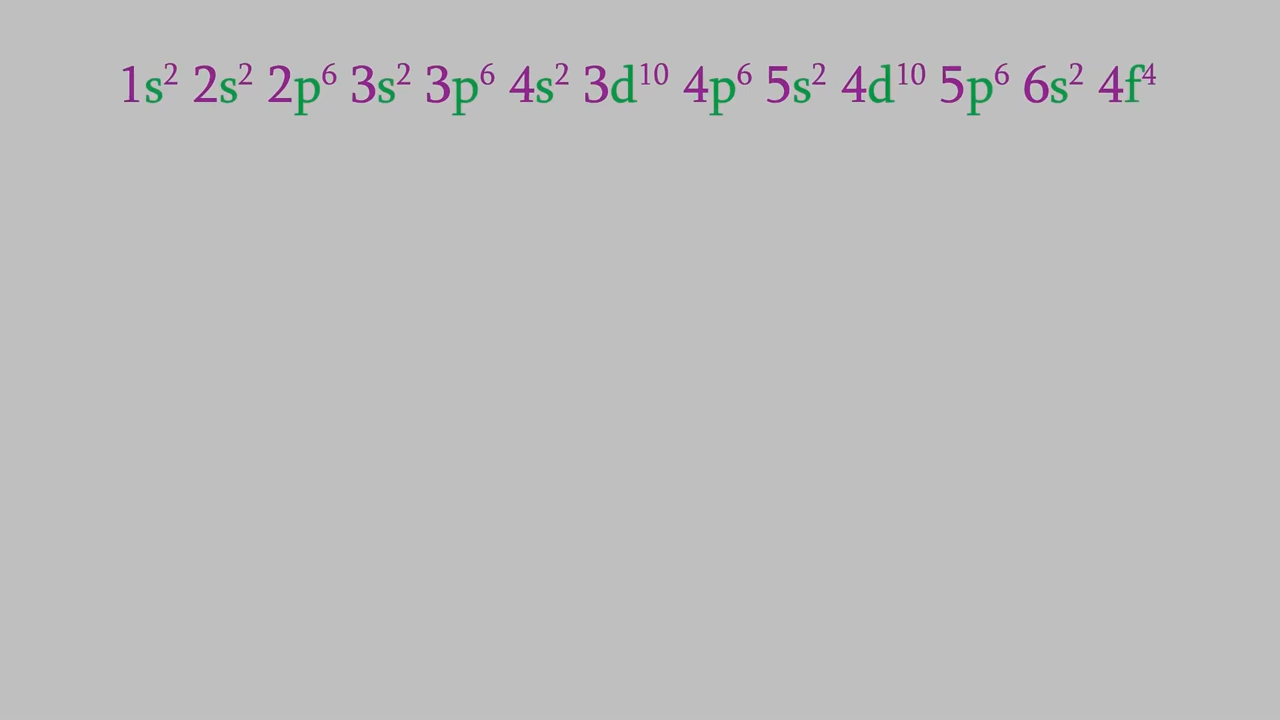 1s² 2s² 2p⁶ 3s² 3p⁶ 4s² 3d¹⁰ 4p⁶ 5s² 4d¹⁰ 5p⁶ 6s² 4f⁴